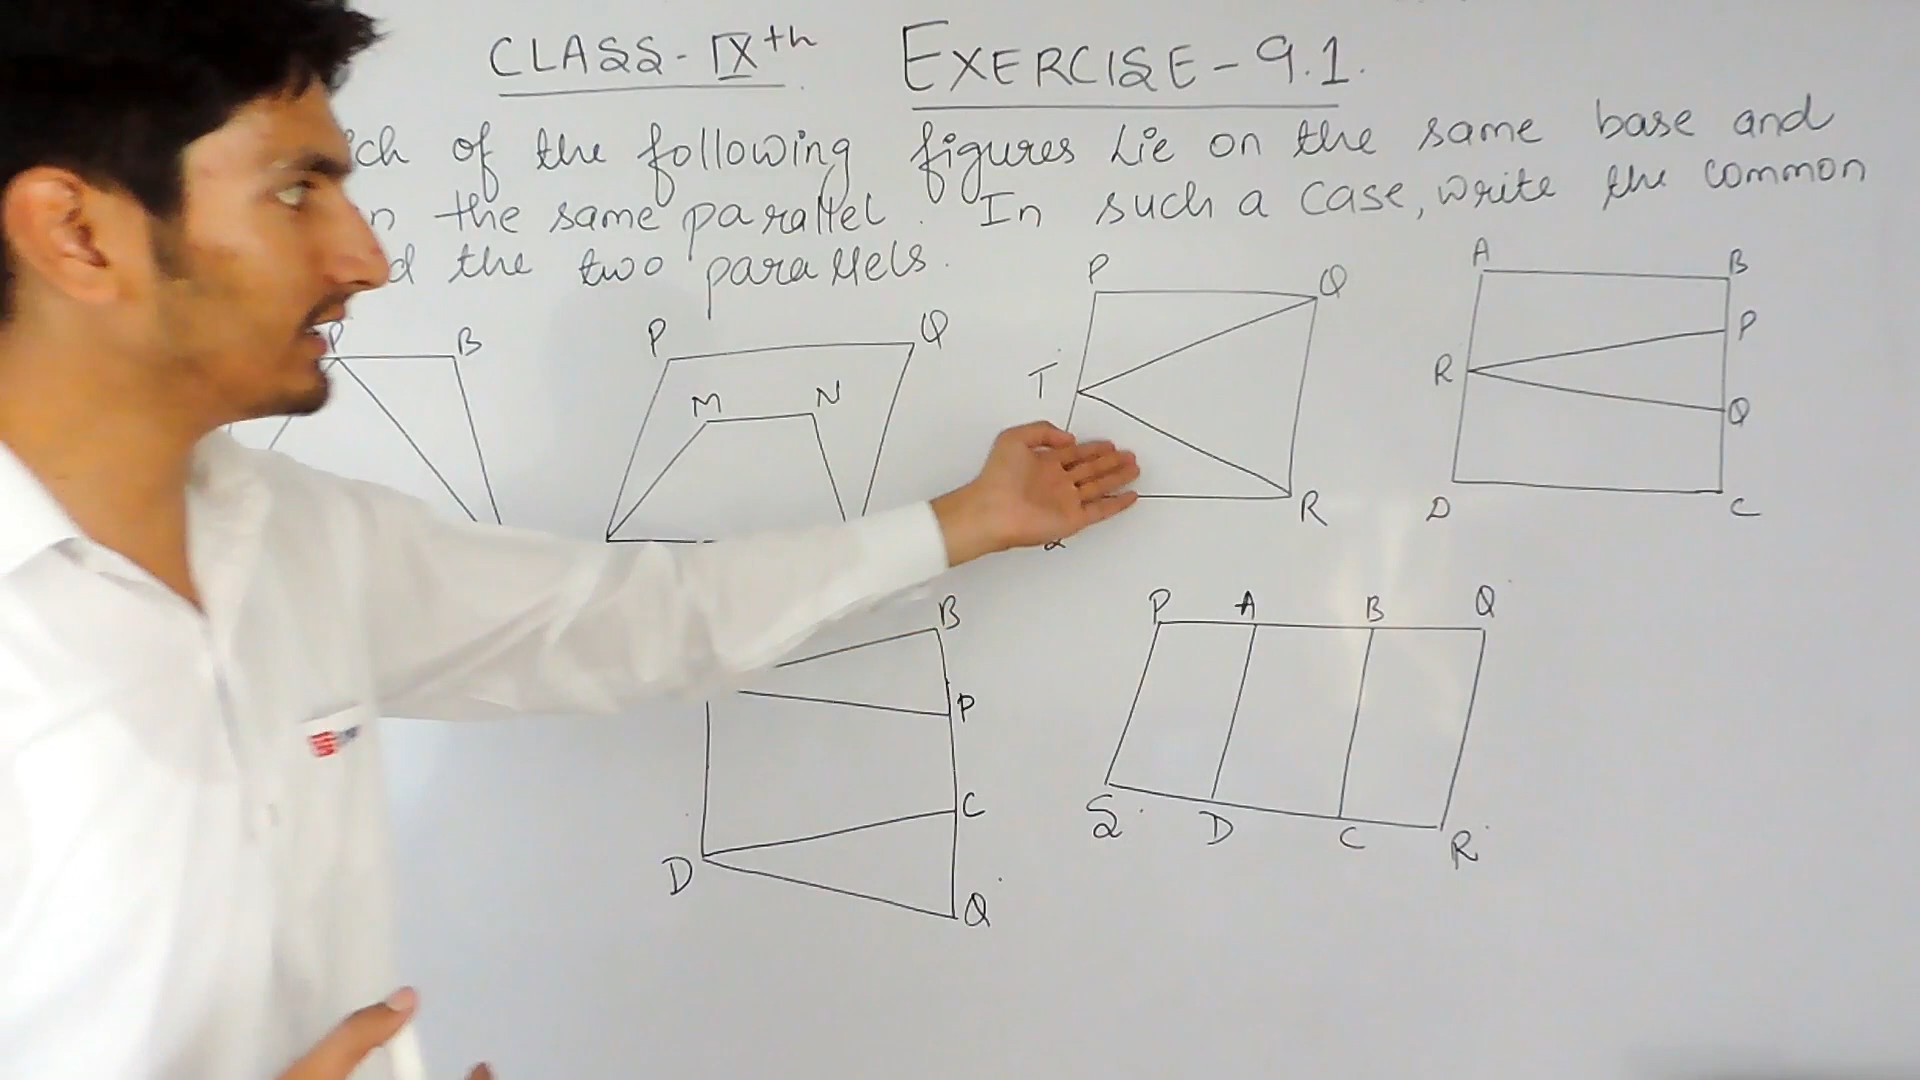 CLASS-IXth EXERCISE-9.1.
of the following figures Lie on the same base and
the same parallel. In such a case, write the common
the two parallels.
P B
P Q
M N
P Q
T
R
A B
P
R
Q
D C
B
P
C
D
Q
P A B Q
S D C R